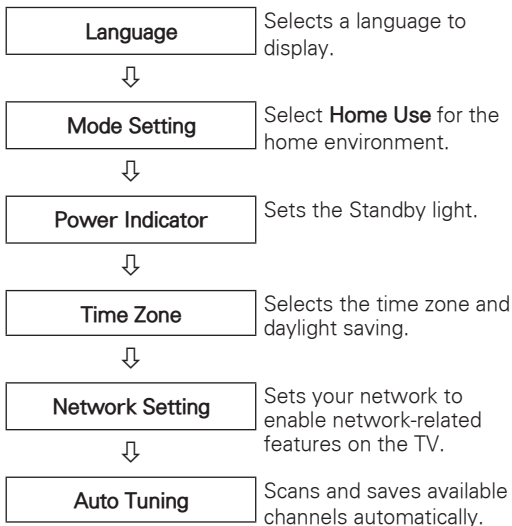 Language
Selects a language to
display.
Mode Setting
Select Home Use for the
home environment.
Power Indicator
Sets the Standby light.
Time Zone
Selects the time zone and
daylight saving.
Network Setting
Sets your network to
enable network-related
features on the TV.
Auto Tuning
Scans and saves available
channels automatically.